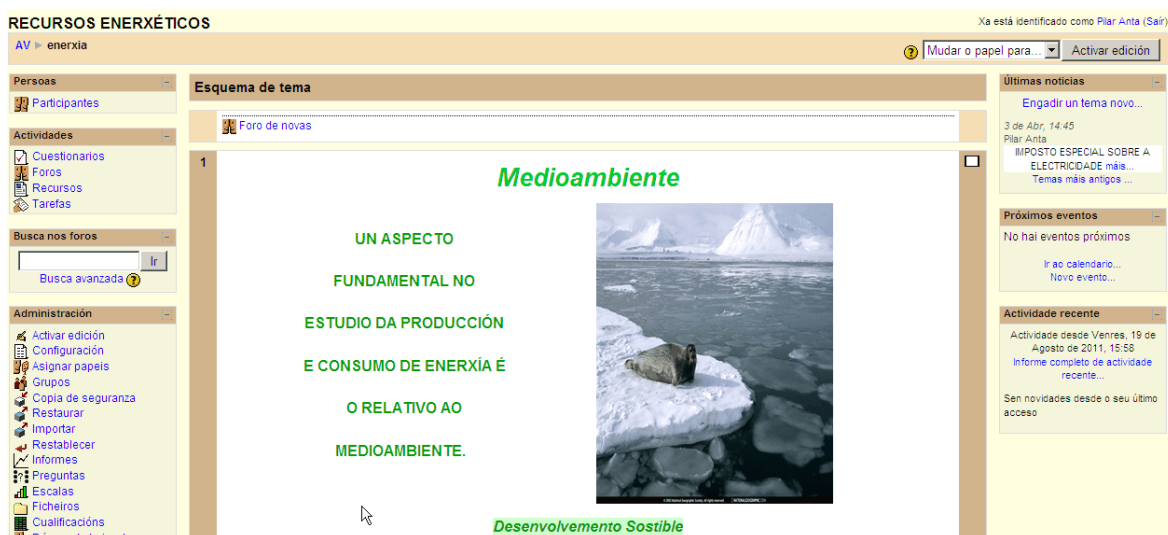 RECURSOS ENERXÉTICOS
Xa está identificado como Pilar Anta (Saír)
AV ► enerxia
Mudar o papel para...
Activar edición
Persoas
Participantes
Actividades
Cuestionarios
Foros
Recursos
Tarefas
Busca nos foros
Ir
Busca avanzada
Administración
Activar edición
Configuración
Asignar papeis
Grupos
Copia de seguranza
Restaurar
Importar
Restablecer
Informes
Preguntas
Escalas
Ficheiros
Cualificacións
Esquema de tema
Foro de novas
1
Medioambiente
UN ASPECTO
FUNDAMENTAL NO
ESTUDIO DA PRODUCCIÓN
E CONSUMO DE ENERXÍA É
O RELATIVO AO
MEDIOAMBIENTE.
Desenvolvemento Sostible
Últimas noticias
Engadir un tema novo...
3 de Abr, 14:45
Pilar Anta
IMPOSTO ESPECIAL SOBRE A
ELECTRICIDADE máis...
Temas máis antigos ...
Próximos eventos
No hai eventos próximos
Ir ao calendario...
Novo evento...
Actividade recente
Actividade desde Venres, 19 de
Agosto de 2011, 15:58
Informe completo de actividade
recente...
Sen novidades desde o seu último
acceso